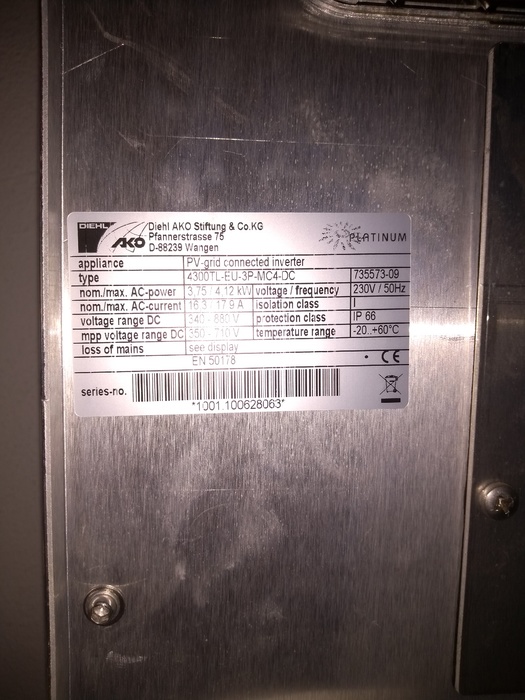 DIEHL
AKO
Diehl AKO Stiftung & Co.KG
Pfannerstrasse 75
D-88239 Wangen
PLATINUM
appliance PV-grid connected inverter
type 4300TL-EU-3P-MC4-DC 735573-09
nom./max. AC-power 3,75 / 4,12 kW voltage / frequency 230V / 50Hz
nom./max. AC-current 16,3 / 17,9 A isolation class I
voltage range DC protection class IP 66
mpp voltage range DC 350 - 710 V temperature range -20..+60°C
loss of mains see display
EN 50178
CE
series-no. *1001.100628063*